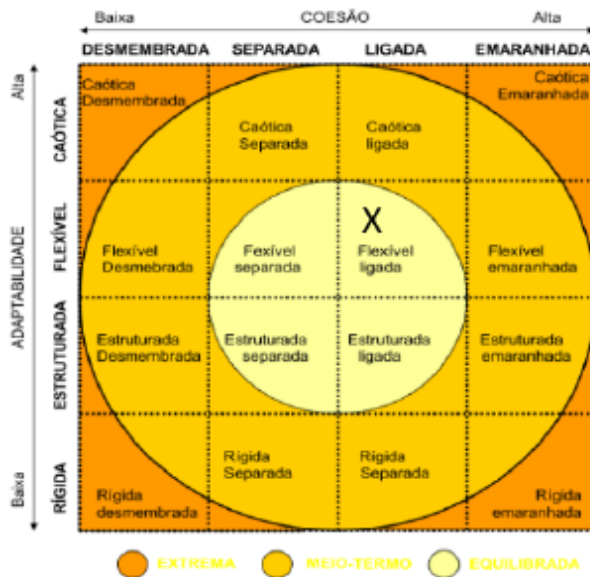 Baixa COESÃO Alta
DESMEMBRADA SEPARADA LIGADA EMARANHADA
Alta
ADAPTABILIDADE
Baixa
CAÓTICA
FLEXÍVEL
ESTRUTURADA
RÍGIDA
Caótica
Desmembrada
Caótica
Emaranhada
Caótica
Separada
Caótica
ligada
X
Flexível
Desmebrada
Fexível
separada
Flexível
ligada
Flexível
emaranhada
Estruturada
Desmembrada
Estruturada
separada
Estruturada
ligada
Estruturada
emaranhada
Rígida
Separada
Rígida
Separada
Rígida
desmembrada
Rígida
emaranhada
EXTREMA MEIO-TERMO EQUILIBRADA